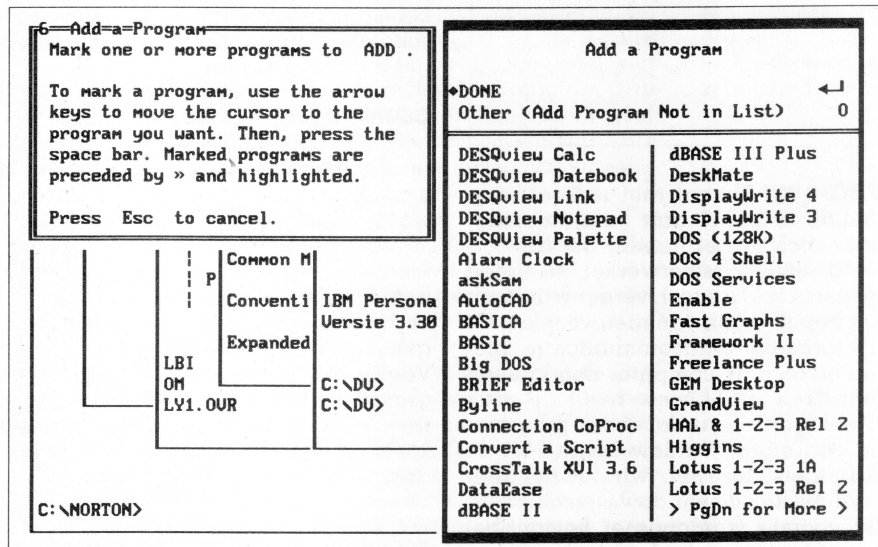 6═Add=a=Program
Mark one or more programs to ADD .
To mark a program, use the arrow
keys to move the cursor to the
program you want. Then, press the
space bar. Marked programs are
preceded by » and highlighted.
Press Esc to cancel.
Common M
P
Conventi
IBM Persona
Versie 3.30
Expanded
LBI
OM
C:\DV>
LY1.OVR
C:\DV>
C:\NORTON>
Add a Program
◆DONE ↵
Other (Add Program Not in List) O
DESQview Calc
DESQview Datebook
DESQview Link
DESQview Notepad
DESQView Palette
Alarm Clock
askSam
AutoCAD
BASICA
BASIC
Big DOS
BRIEF Editor
Byline
Connection CoProc
Convert a Script
CrossTalk XVI 3.6
DataEase
dBASE II
dBASE III Plus
DeskMate
DisplayWrite 4
DisplayWrite 3
DOS (128K)
DOS 4 Shell
DOS Services
Enable
Fast Graphs
Framework II
Freelance Plus
GEM Desktop
GrandView
HAL & 1-2-3 Rel 2
Higgins
Lotus 1-2-3 1A
Lotus 1-2-3 Rel 2
> PgDn for More >